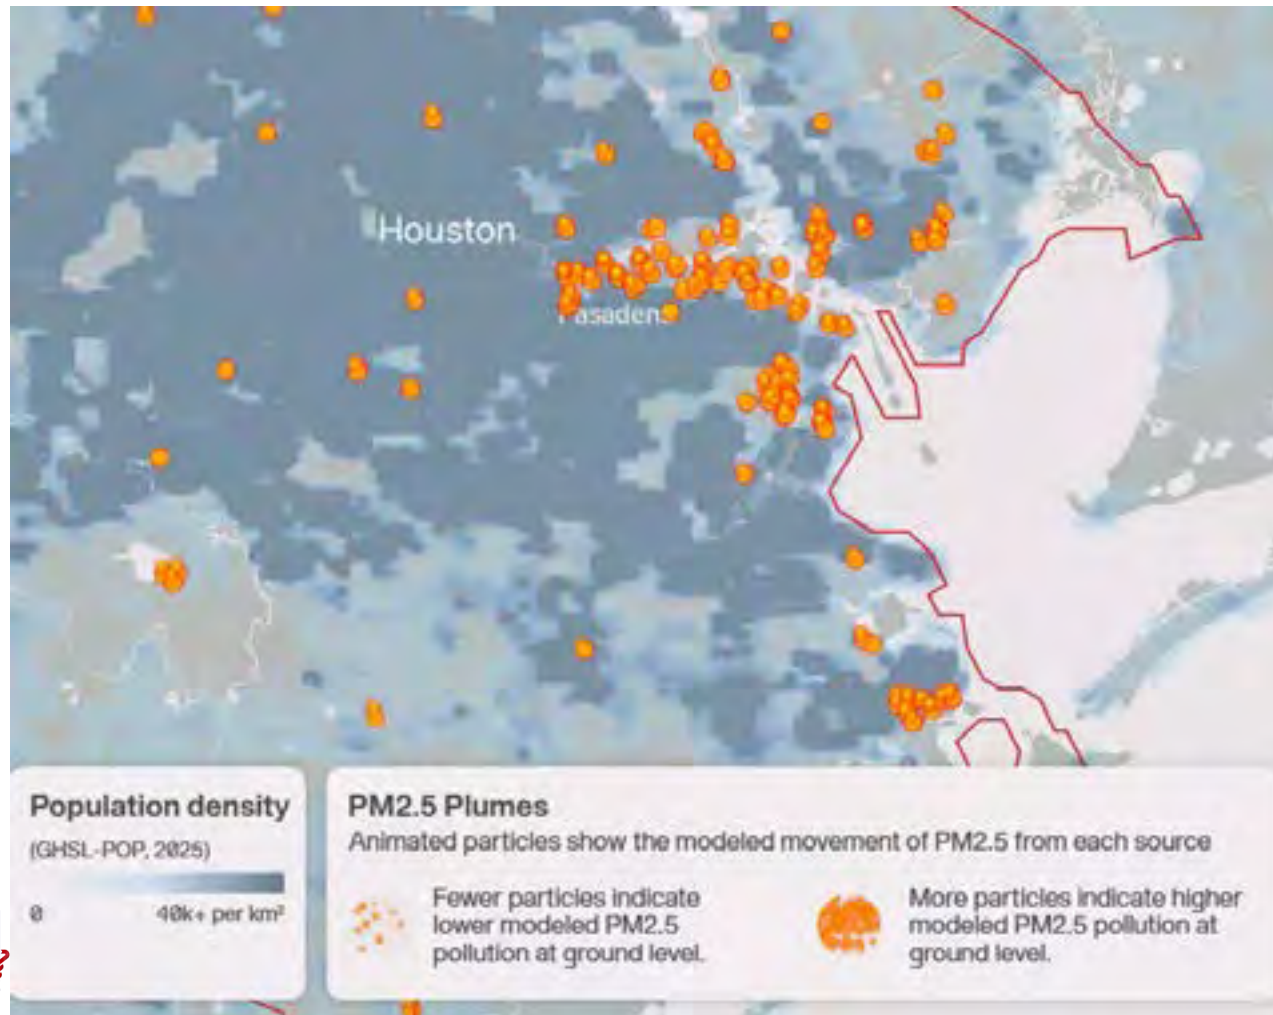 Houston
Pasadena
Population density
(GHSL-POP, 2025)
0 40k+ per km²
PM2.5 Plumes
Animated particles show the modeled movement of PM2.5 from each source
Fewer particles indicate
lower modeled PM2.5
pollution at ground level.
More particles indicate higher
modeled PM2.5 pollution at
ground level.